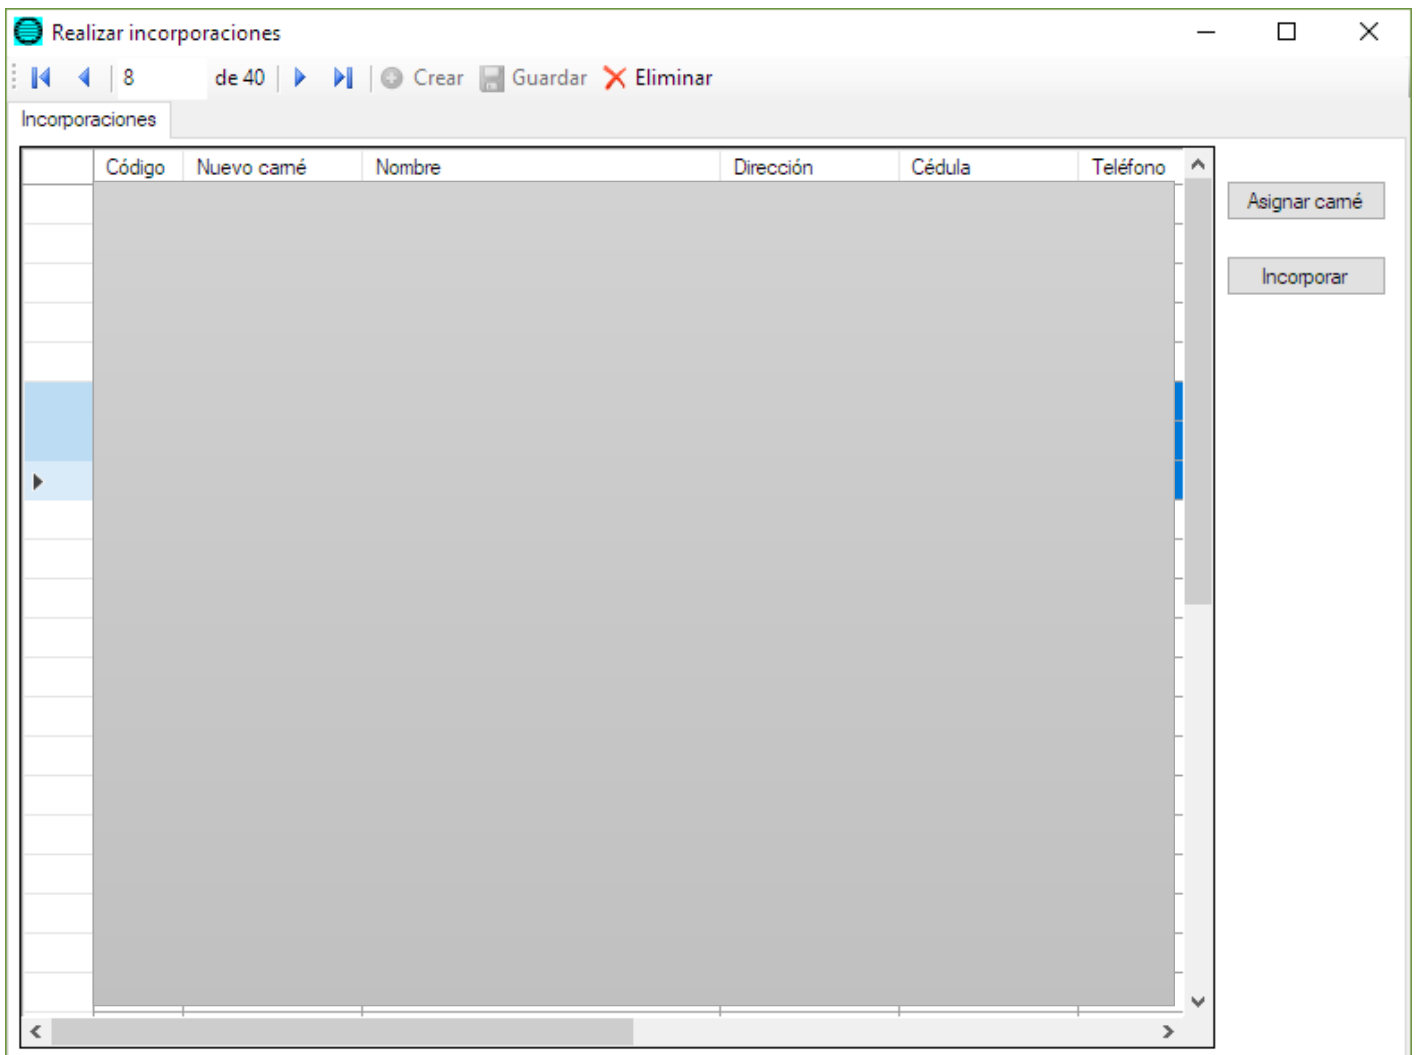 Realizar incorporaciones
8 de 40 Crear Guardar Eliminar
Incorporaciones
Código Nuevo carné Nombre Dirección Cédula Teléfono
Asignar carné
Incorporar